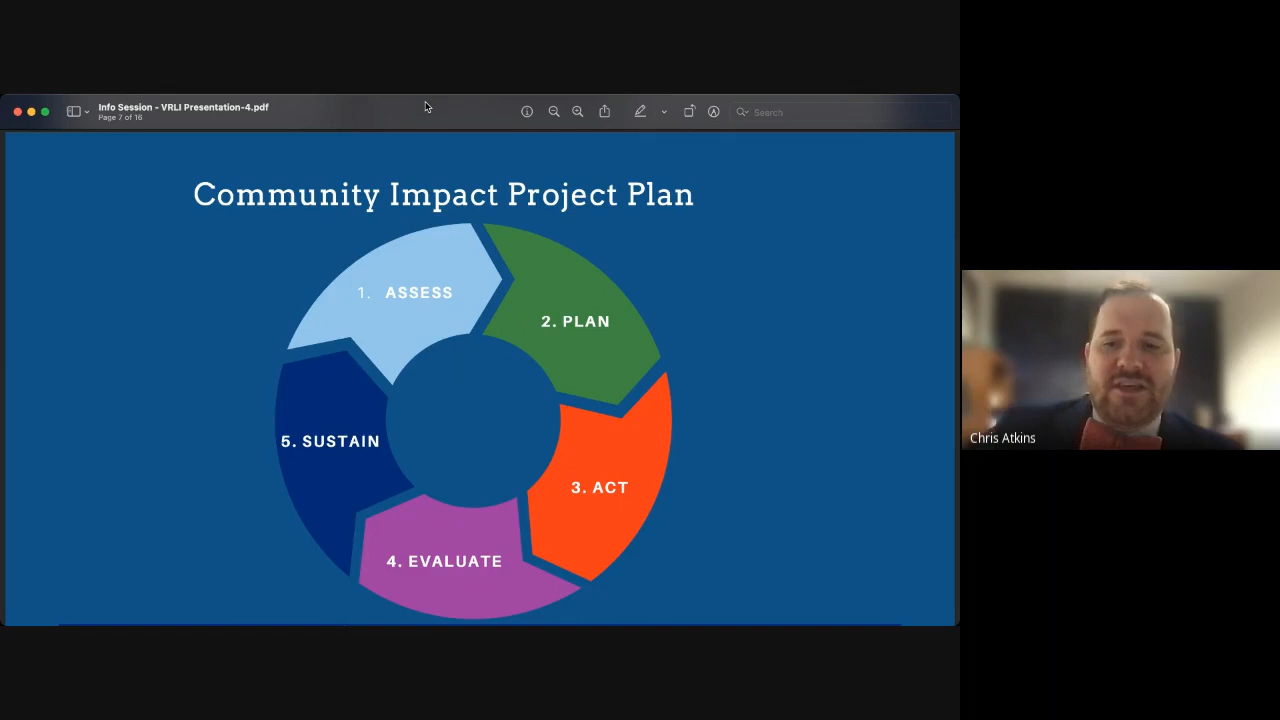 Info Session - VRLI Presentation-4.pdf
Page 7 of 16
Search
Community Impact Project Plan
1. ASSESS
2. PLAN
3. ACT
4. EVALUATE
5. SUSTAIN
Chris Atkins